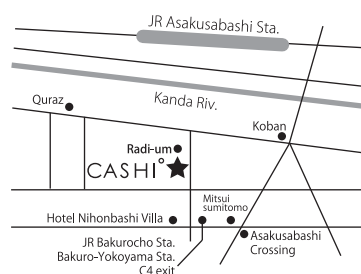 JR Asakusabashi Sta.
Kanda Riv.
Quraz
Koban
Radi-um
CASHI°
Mitsui
sumitomo
Hotel Nihonbashi Villa
Asakusabashi
Crossing
JR Bakurocho Sta.
Bakuro-Yokoyama Sta.
C4 exit